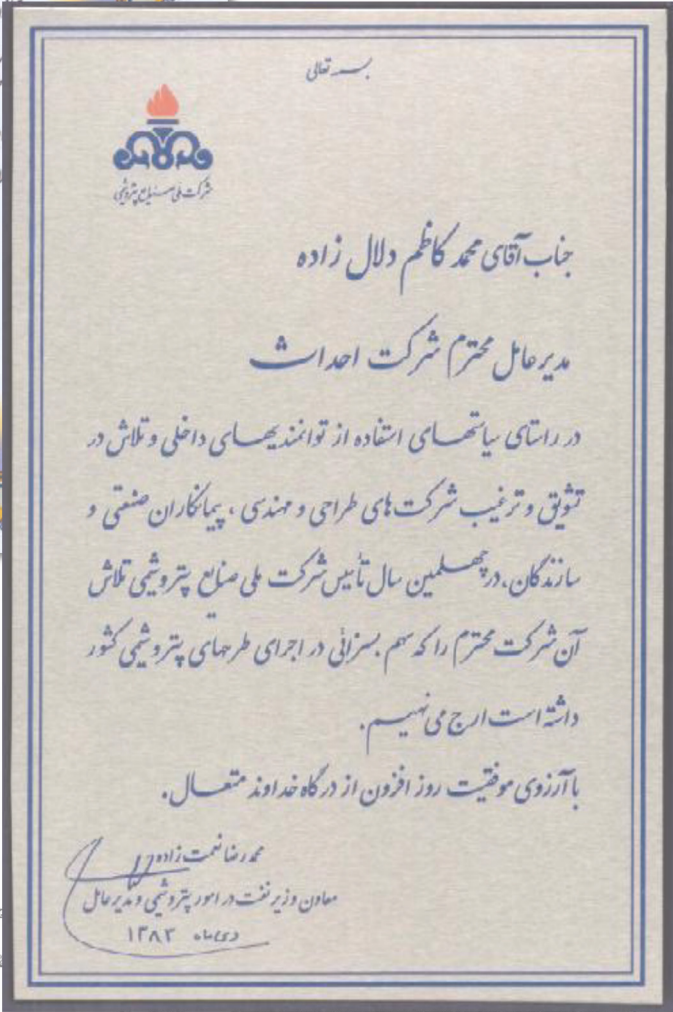 بسمه تعالی
شرکت ملی صنایع پتروشیمی
جناب آقای محمد کاظم دلال زاده
مدیرعامل محترم شرکت احداث
در راستای سیاستهای استفاده از توانمندیهای داخلی و تلاش در
تشویق و ترغیب شرکت های طراحی و مهندسی ، پیمانکاران صنعتی و
سازندگان، در چهلمین سال تأسیس شرکت ملی صنایع پتروشیمی تلاش
آن شرکت محترم را که سهم بسزائی در اجرای طرحهای پتروشیمی کشور
داشته است ارج می نهیم.
با آرزوی موفقیت روز افزون از درگاه خداوند متعال.
محمد رضا نعمت زاده
معاون وزیر نفت در امور پتروشیمی و مدیرعامل
دی ماه ۱۳۸۳